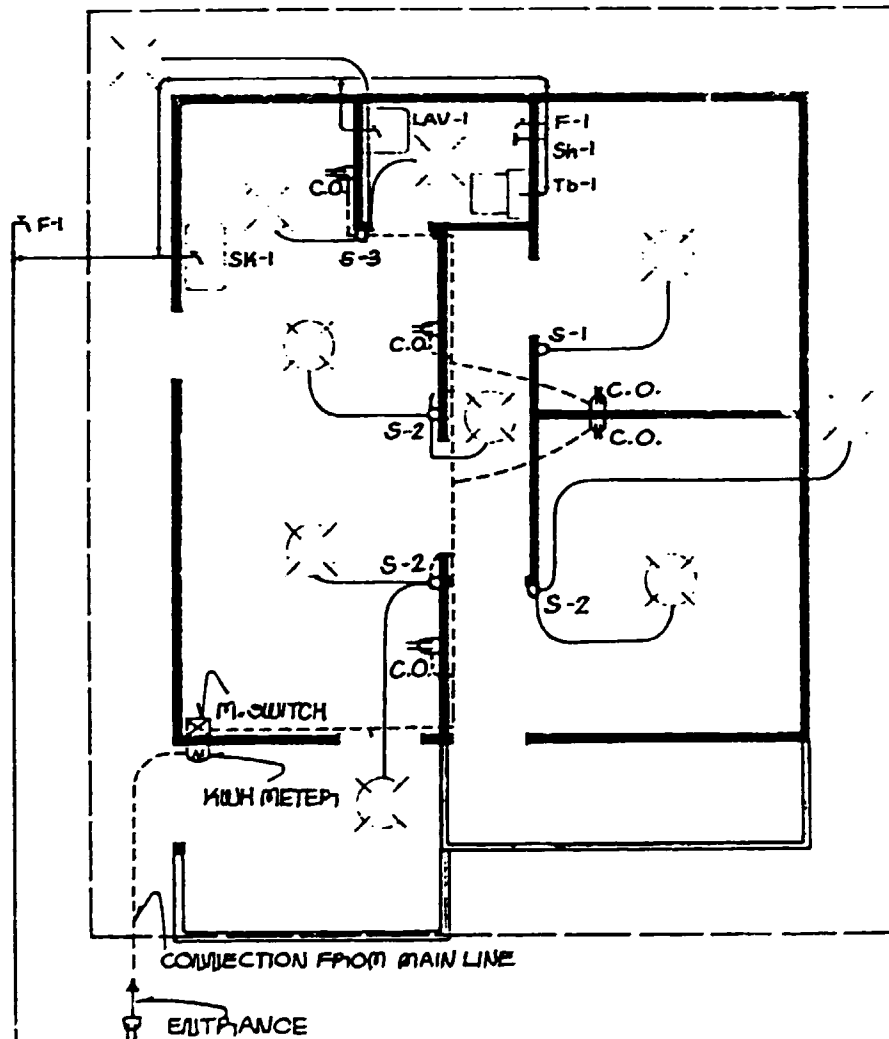 LAV-1
F-1
Sh-1
C.O.
Tb-1
F-1
SK-1
S-3
C.O.
S-1
C.O.
S-2
C.O.
S-2
S-2
C.O.
M. SWITCH
KWH METER
CONNECTION FROM MAIN LINE
ENTRANCE